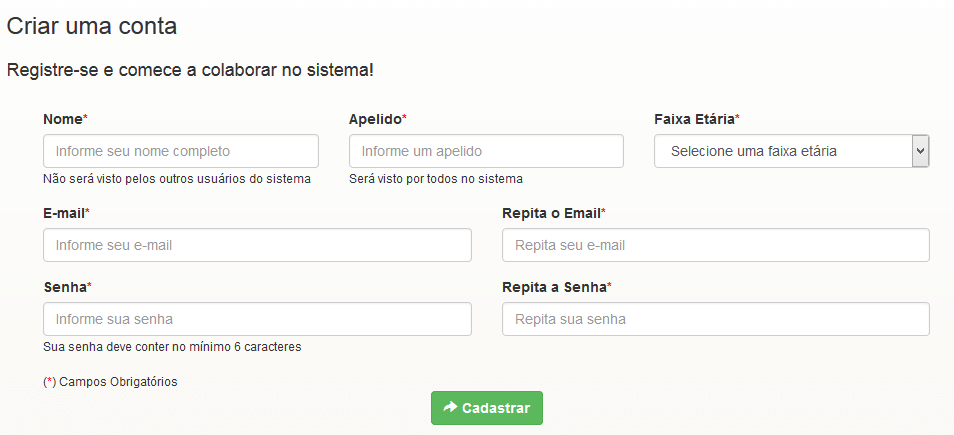 Criar uma conta
Registre-se e comece a colaborar no sistema!
Nome* Apelido* Faixa Etária*
Informe seu nome completo Informe um apelido Selecione uma faixa etária
Não será visto pelos outros usuários do sistema Será visto por todos no sistema
E-mail* Repita o Email*
Informe seu e-mail Repita seu e-mail
Senha* Repita a Senha*
Informe sua senha Repita sua senha
Sua senha deve conter no mínimo 6 caracteres
(*) Campos Obrigatórios
Cadastrar